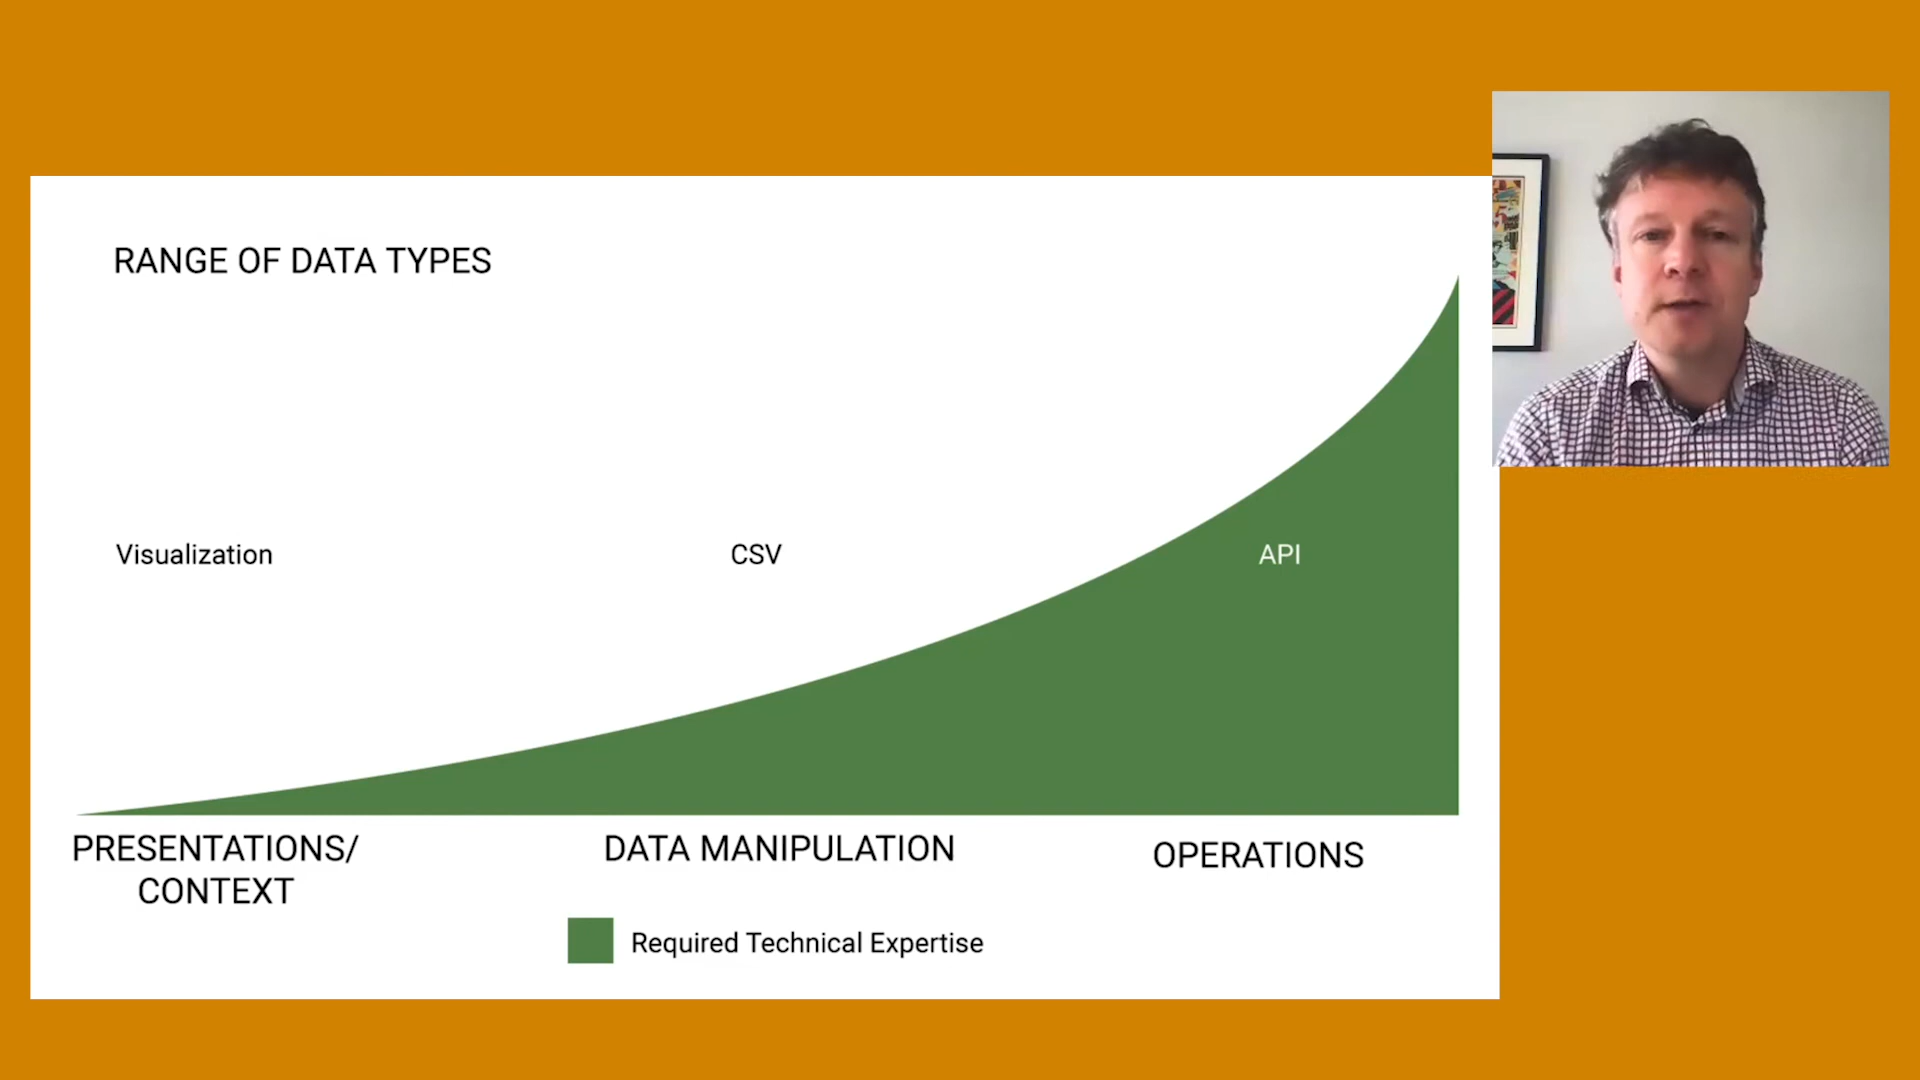 RANGE OF DATA TYPES
Visualization
CSV
API
PRESENTATIONS/
CONTEXT
DATA MANIPULATION
OPERATIONS
Required Technical Expertise